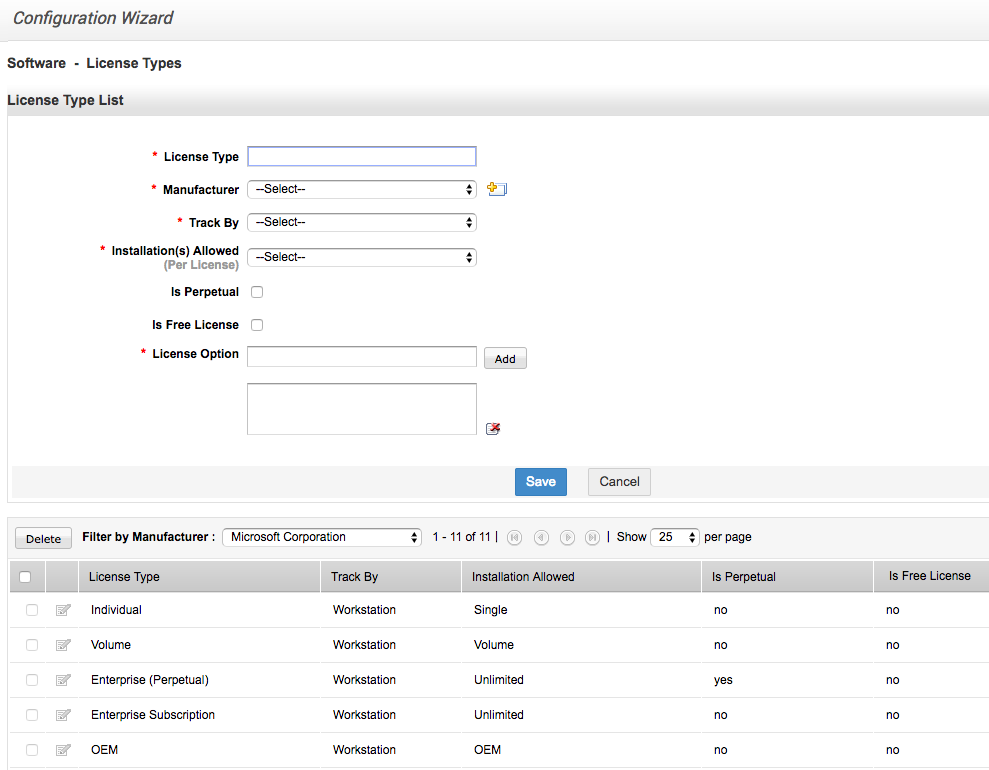 Configuration Wizard
Software - License Types
License Type List
* License Type
* Manufacturer --Select--
* Track By --Select--
* Installation(s) Allowed --Select--
(Per License)
Is Perpetual
Is Free License
* License Option Add
Save Cancel
Delete Filter by Manufacturer : Microsoft Corporation 1 - 11 of 11 | | Show 25 per page
License Type Track By Installation Allowed Is Perpetual Is Free License
Individual Workstation Single no no
Volume Workstation Volume no no
Enterprise (Perpetual) Workstation Unlimited yes no
Enterprise Subscription Workstation Unlimited no no
OEM Workstation OEM no no